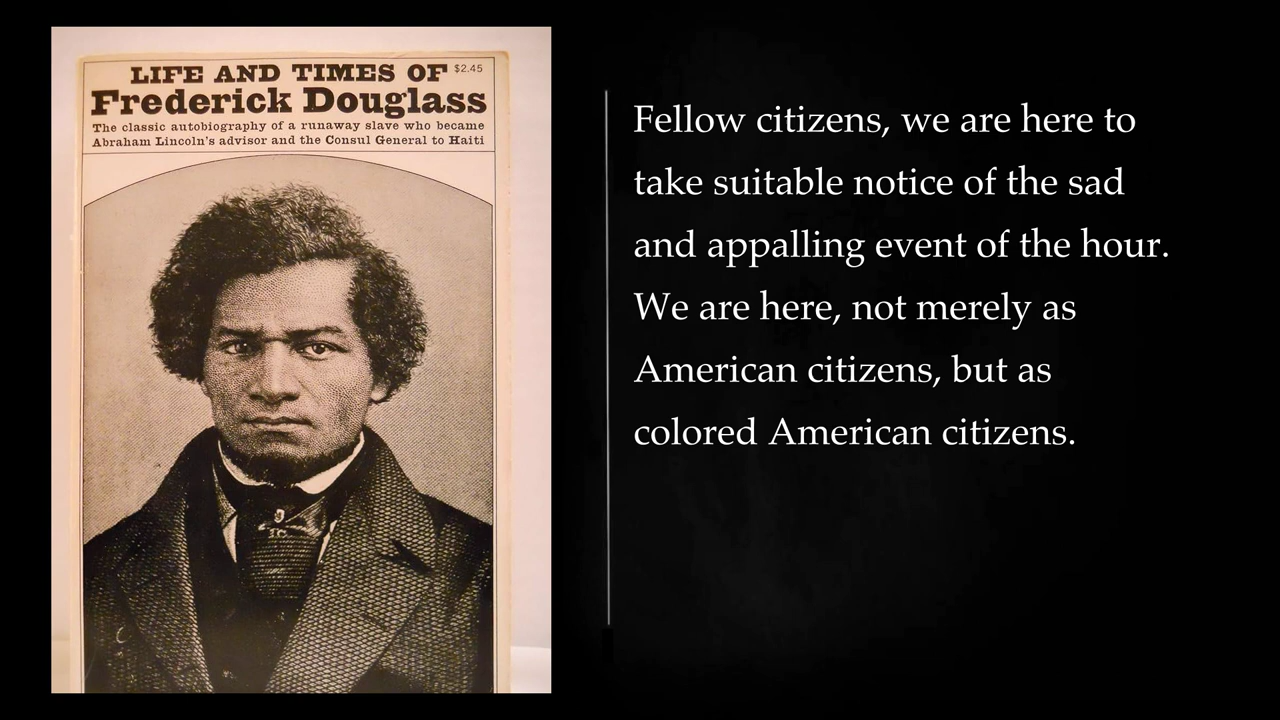 LIFE AND TIMES OF $2.45
Frederick Douglass
The classic autobiography of a runaway slave who became
Abraham Lincoln's advisor and the Consul General to Haiti
Fellow citizens, we are here to
take suitable notice of the sad
and appalling event of the hour.
We are here, not merely as
American citizens, but as
colored American citizens.